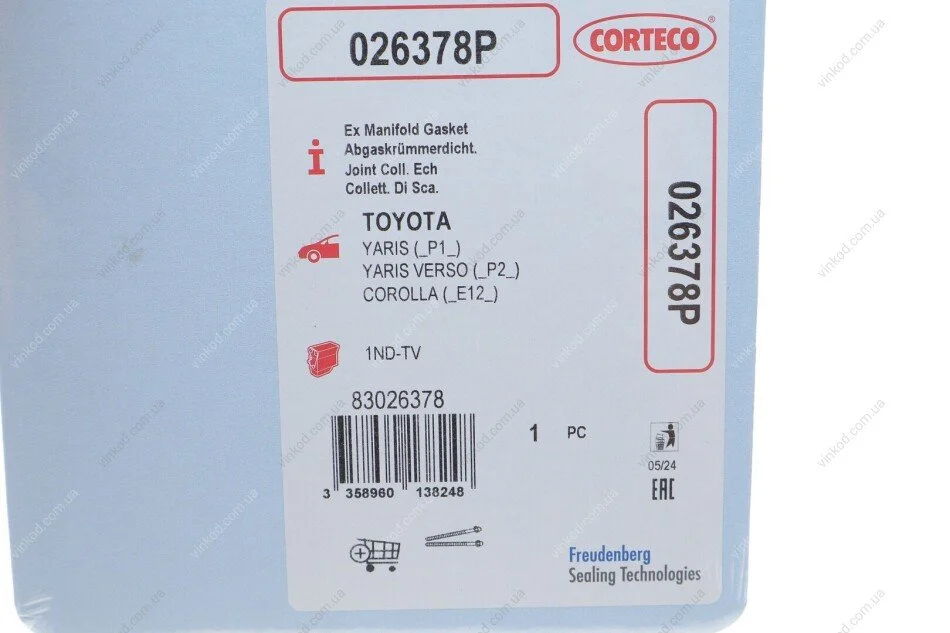 026378P
CORTECO®
Ex Manifold Gasket
Abgaskrümmerdicht.
Joint Coll. Ech
Collett. Di Sca.
026378P
TOYOTA
YARIS (_P1_)
YARIS VERSO (_P2_)
COROLLA (_E12_)
1ND-TV
83026378
1 PC
05/24
EAC
3 358960 138248
Freudenberg
Sealing Technologies
vinkod.com.ua